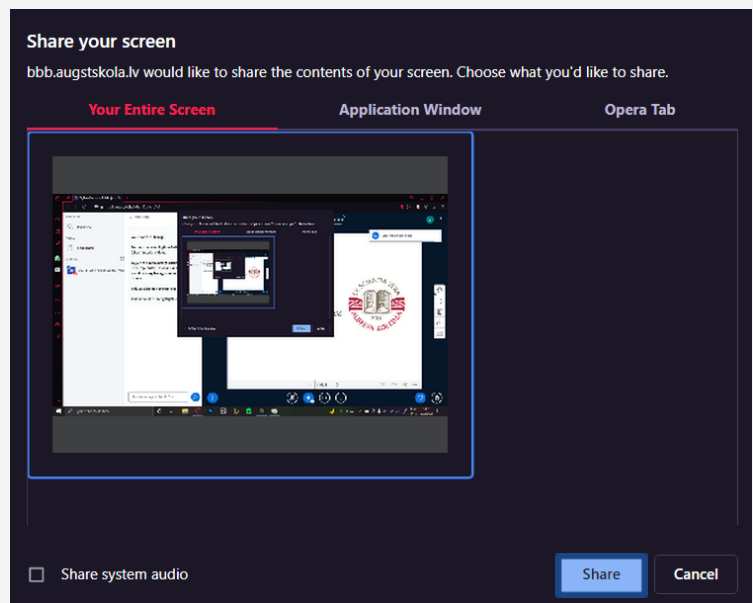 Share your screen
bbb.augstskola.lv would like to share the contents of your screen. Choose what you'd like to share.
Your Entire Screen
Application Window
Opera Tab
Share system audio
Share
Cancel